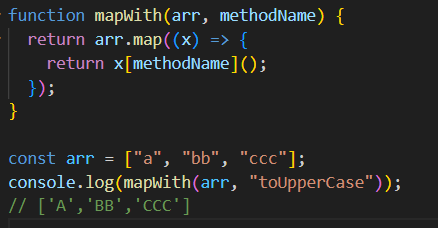 function mapWith(arr, methodName) {
  return arr.map((x) => {
    return x[methodName]();
  });
}

const arr = ["a", "bb", "ccc"];
console.log(mapWith(arr, "toUpperCase"));
// ['A','BB','CCC']